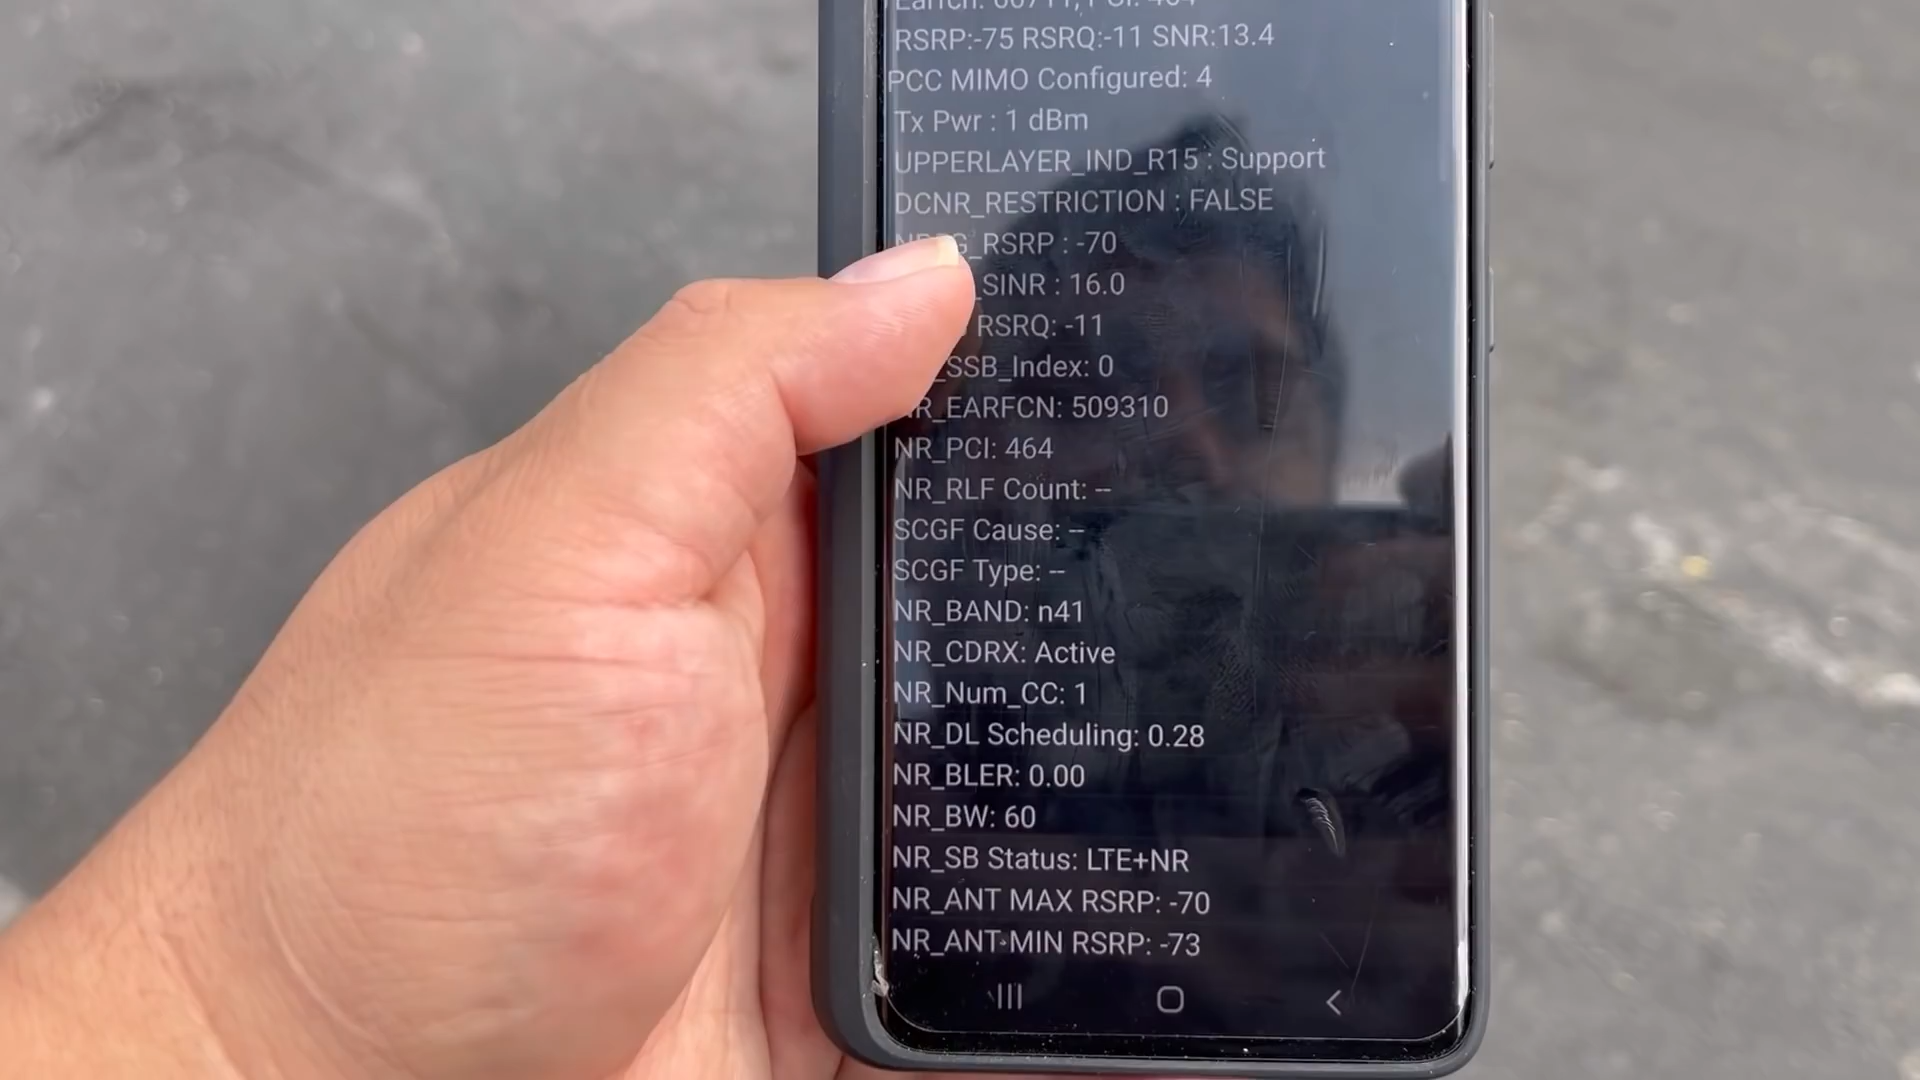 RSRP:-75 RSRQ:-11 SNR:13.4
PCC MIMO Configured: 4
Tx Pwr : 1 dBm
UPPERLAYER_IND_R15 : Support
DCNR_RESTRICTION : FALSE
_RSRP : -70
_SINR : 16.0
RSRQ: -11
_SSB_Index: 0
NR_EARFCN: 509310
NR_PCI: 464
NR_RLF Count: --
SCGF Cause: --
SCGF Type: --
NR_BAND: n41
NR_CDRX: Active
NR_Num_CC: 1
NR_DL Scheduling: 0.28
NR_BLER: 0.00
NR_BW: 60
NR_SB Status: LTE+NR
NR_ANT MAX RSRP: -70
NR_ANT MIN RSRP: -73